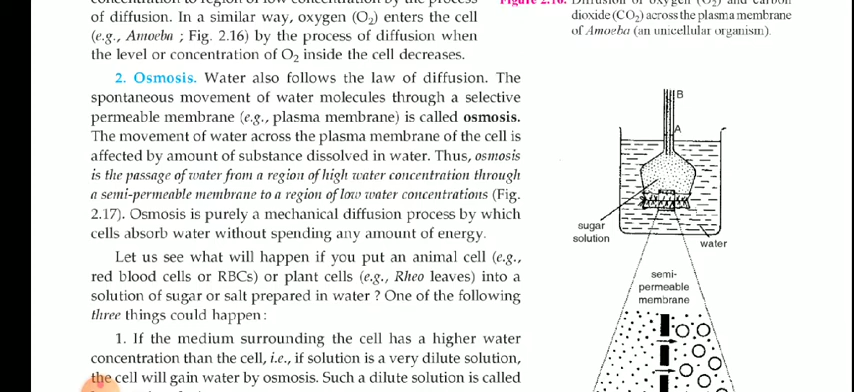 of diffusion. In a similar way, oxygen (O₂) enters the cell
(e.g., Amoeba ; Fig. 2.16) by the process of diffusion when
the level or concentration of O₂ inside the cell decreases.
2. Osmosis. Water also follows the law of diffusion. The
spontaneous movement of water molecules through a selective
permeable membrane (e.g., plasma membrane) is called osmosis.
The movement of water across the plasma membrane of the cell is
affected by amount of substance dissolved in water. Thus, osmosis
is the passage of water from a region of high water concentration through
a semi-permeable membrane to a region of low water concentrations (Fig.
2.17). Osmosis is purely a mechanical diffusion process by which
cells absorb water without spending any amount of energy.
Let us see what will happen if you put an animal cell (e.g.,
red blood cells or RBCs) or plant cells (e.g., Rheo leaves) into a
solution of sugar or salt prepared in water ? One of the following
three things could happen :
1. If the medium surrounding the cell has a higher water
concentration than the cell, i.e., if solution is a very dilute solution,
the cell will gain water by osmosis. Such a dilute solution is called
dioxide (CO₂) across the plasma membrane
of Amoeba (an unicellular organism).
B
A
sugar
solution
water
semi-
permeable
membrane